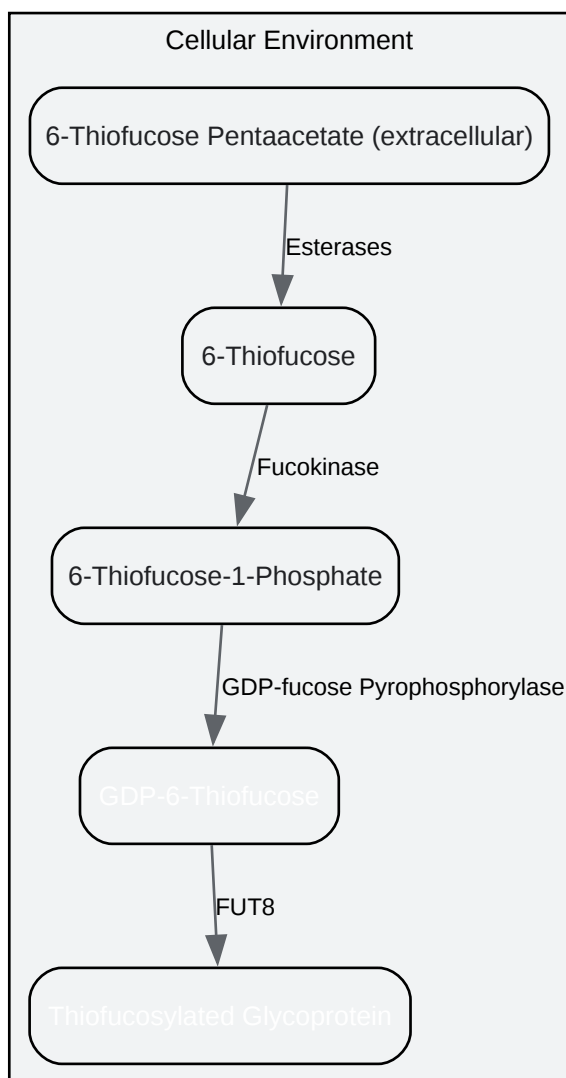 Cellular Environment
6-Thiofucose Pentaacetate (extracellular)
Esterases
6-Thiofucose
Fucokinase
6-Thiofucose-1-Phosphate
GDP-fucose Pyrophosphorylase
GDP-6-Thiofucose
FUT8
Thiofucosylated Glycoprotein